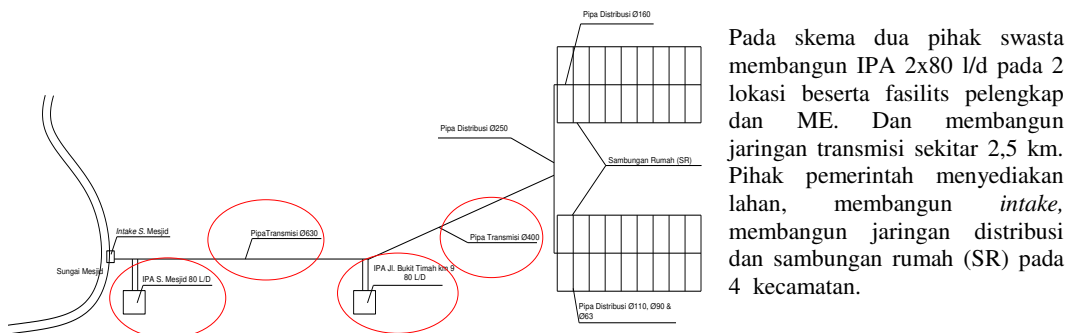 Pipa Distribusi Ø160
Pipa Distribusi Ø250
Sambungan Rumah (SR)
Intake S. Mesjid
PipaTransmisi Ø630
Pipa Transmisi Ø400
Sungai Mesjid
IPA S. Mesjid 80 L/D
IPA Jl. Bukit Timah km 9
80 L/D
Pipa Distribusi Ø110, Ø90 &
Ø63
Pada skema dua pihak swasta
membangun IPA 2x80 l/d pada 2
lokasi beserta fasilits pelengkap
dan ME. Dan membangun
jaringan transmisi sekitar 2,5 km.
Pihak pemerintah menyediakan
lahan, membangun intake,
membangun jaringan distribusi
dan sambungan rumah (SR) pada
4 kecamatan.